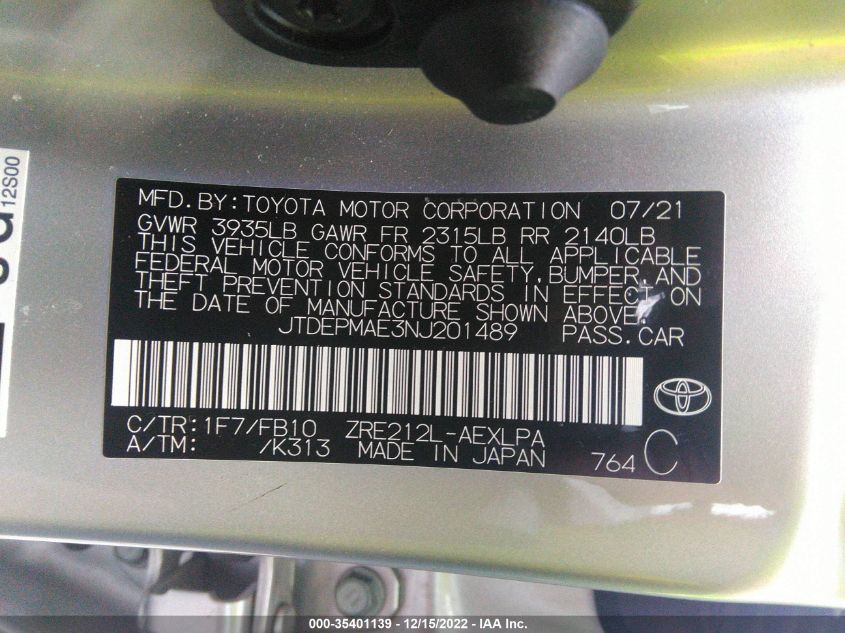 12S00
MFD.BY:TOYOTA MOTOR CORPORATION 07/21
GVWR 3935LB GAWR FR 2315LB RR 2140LB
THIS VEHICLE CONFORMS TO ALL APPLICABLE
FEDERAL MOTOR VEHICLE SAFETY,BUMPER,AND
THEFT PREVENTION STANDARDS IN EFFECT ON
THE DATE OF MANUFACTURE SHOWN ABOVE.
JTDEPMAE3NJ201489 PASS.CAR
C/TR:1F7/FB10 ZRE212L-AEXLPA
A/TM: /K313 MADE IN JAPAN 764 C
000-35401139 - 12/15/2022 - IAA Inc.